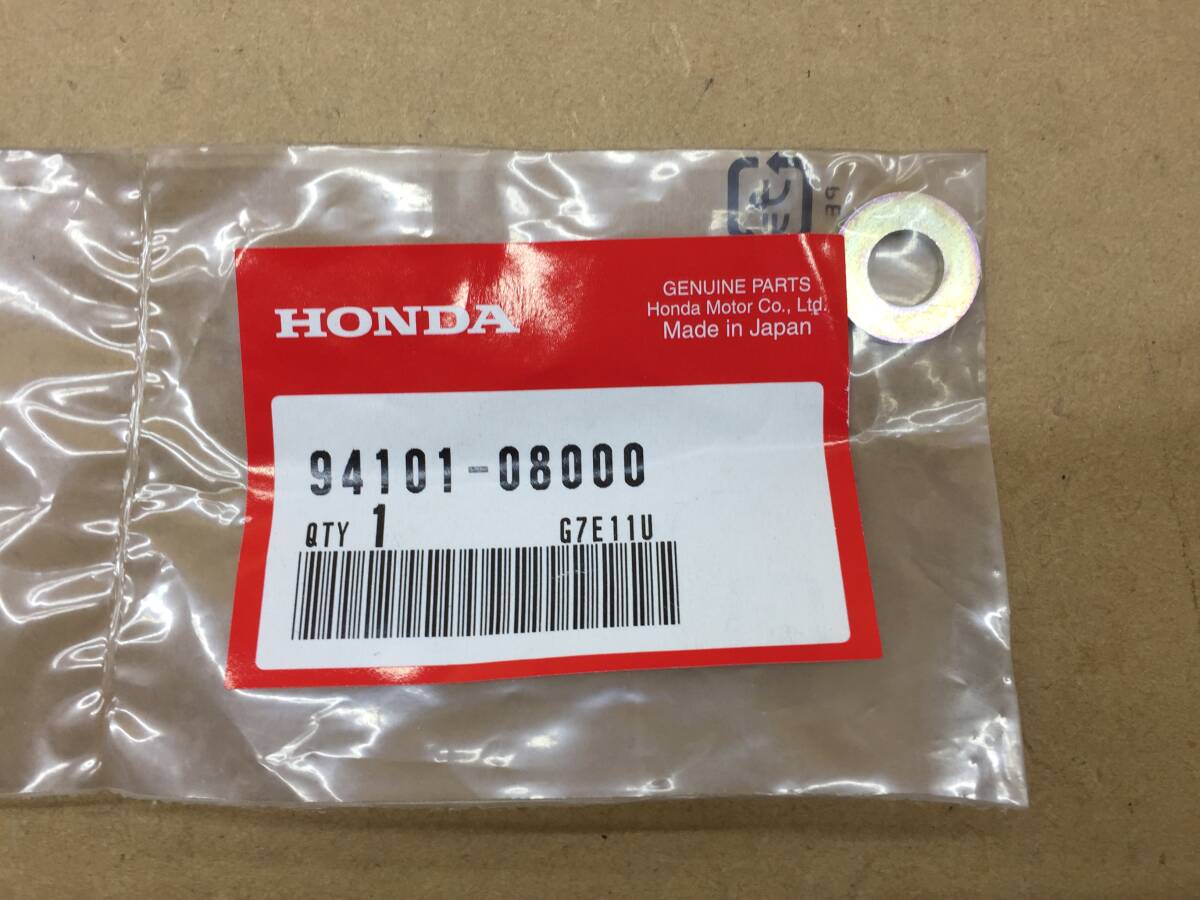 HONDA
GENUINE PARTS
Honda Motor Co., Ltd.
Made in Japan
94101-08000
QTY 1 G7E11U